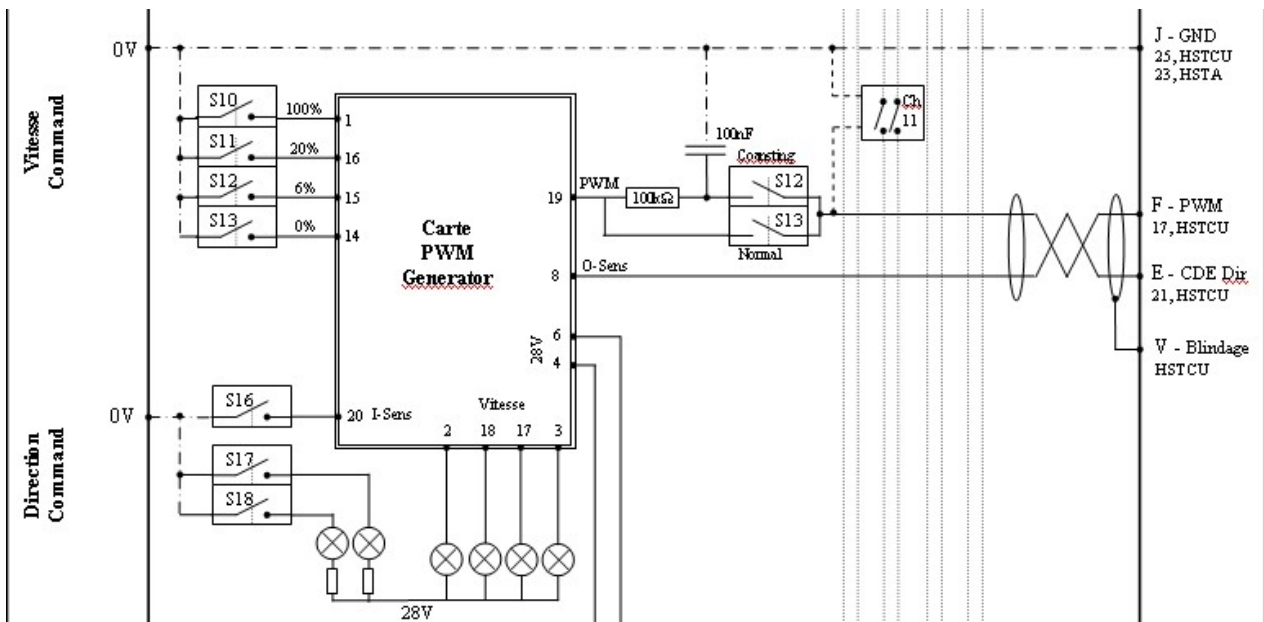 0V
J - GND
25,HSTCU
23,HSTA
Vitesse
Command
S10
100%
1
S11
20%
16
S12
6%
15
S13
0%
14
Carte
PWM
Generator
19
PWM
100kΩ
100nF
Counsting
S12
S13
Normal
Ch
11
8
O-Sens
F - PWM
17,HSTCU
E - CDE Dir
21,HSTCU
V - Blindage
HSTCU
6
4
28V
0V
S16
20 I-Sens
Vitesse
2 18 17 3
Direction
Command
S17
S18
28V